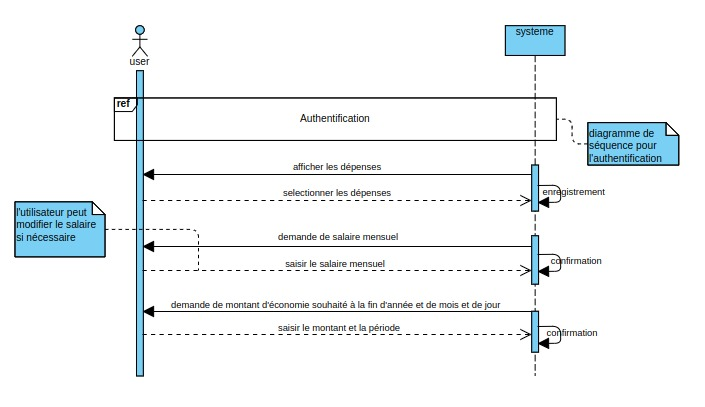 systeme
user
ref
Authentification
diagramme de
séquence pour
l'authentification
afficher les dépenses
selectionner les dépenses
enregistrement
l'utilisateur peut
modifier le salaire
si nécessaire
demande de salaire mensuel
saisir le salaire mensuel
confirmation
demande de montant d'économie souhaité à la fin d'année et de mois et de jour
saisir le montant et la période
confirmation